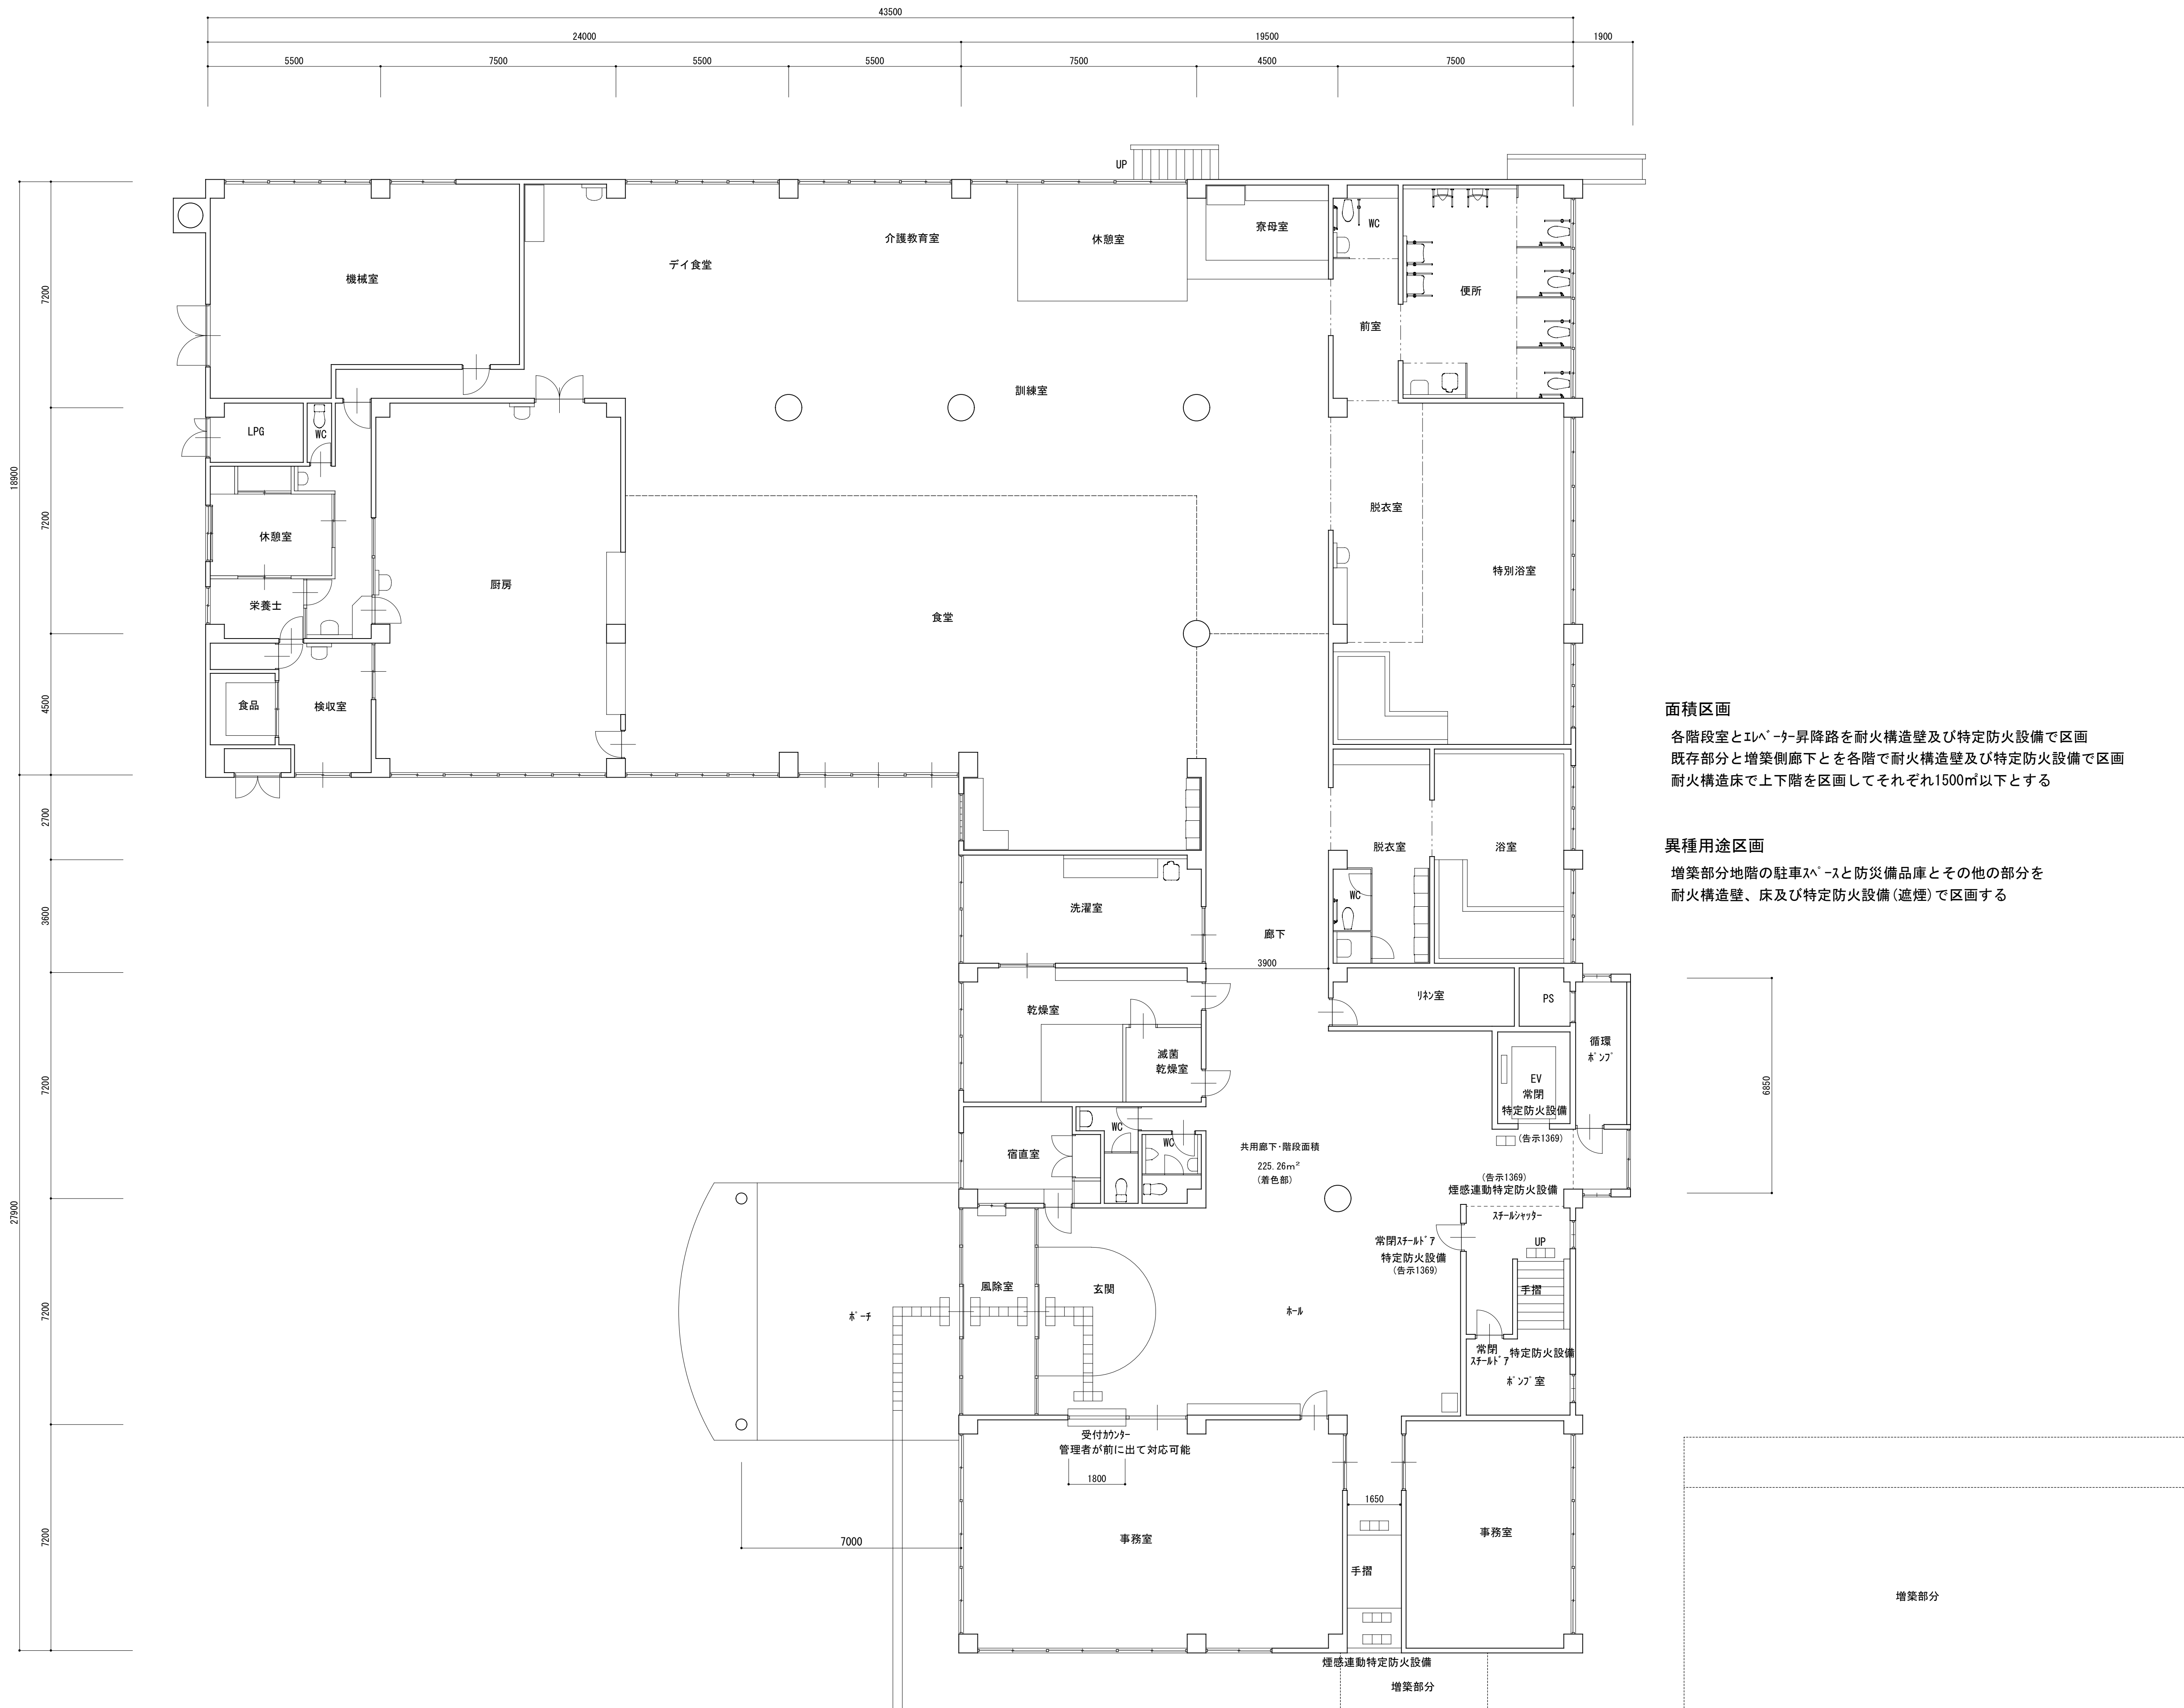 43500
24000
19500
1900
5500
7500
5500
5500
7500
4500
7500
UP
機械室
デイ食堂
介護教育室
休憩室
寮母室
WC
便所
前室
訓練室
7200
18900
7200
4500
LPG
WC
休憩室
栄養士
厨房
食堂
脱衣室
特別浴室
食品
検収室
面積区画
各階段室とｴﾚﾍﾞｰﾀｰ昇降路を耐火構造壁及び特定防火設備で区画
既存部分と増築側廊下とを各階で耐火構造壁及び特定防火設備で区画
耐火構造床で上下階を区画してそれぞれ1500㎡以下とする
異種用途区画
増築部分地階の駐車ｽﾍﾟｰｽと防災備品庫とその他の部分を
耐火構造壁、床及び特定防火設備(遮煙)で区画する
2700
3600
27900
7200
7200
7200
脱衣室
浴室
WC
洗濯室
廊下
3900
ﾘﾈﾝ室
PS
乾燥室
滅菌
乾燥室
循環
ﾎﾟﾝﾌﾟ
6850
EV
常閉
特定防火設備
(告示1369)
WC
WC
宿直室
共用廊下･階段面積
225.26m²
(着色部)
(告示1369)
煙感連動特定防火設備
ｽﾁｰﾙｼｬｯﾀｰ
常閉ｽﾁｰﾙﾄﾞｱ
特定防火設備
(告示1369)
UP
手摺
風除室
玄関
ﾎﾟｰﾁ
ﾎｰﾙ
常閉
ｽﾁｰﾙﾄﾞｱ
特定防火設備
ﾎﾟﾝﾌﾟ室
受付ｶｳﾝﾀｰ
管理者が前に出て対応可能
1800
7000
1650
事務室
事務室
手摺
煙感連動特定防火設備
増築部分
増築部分